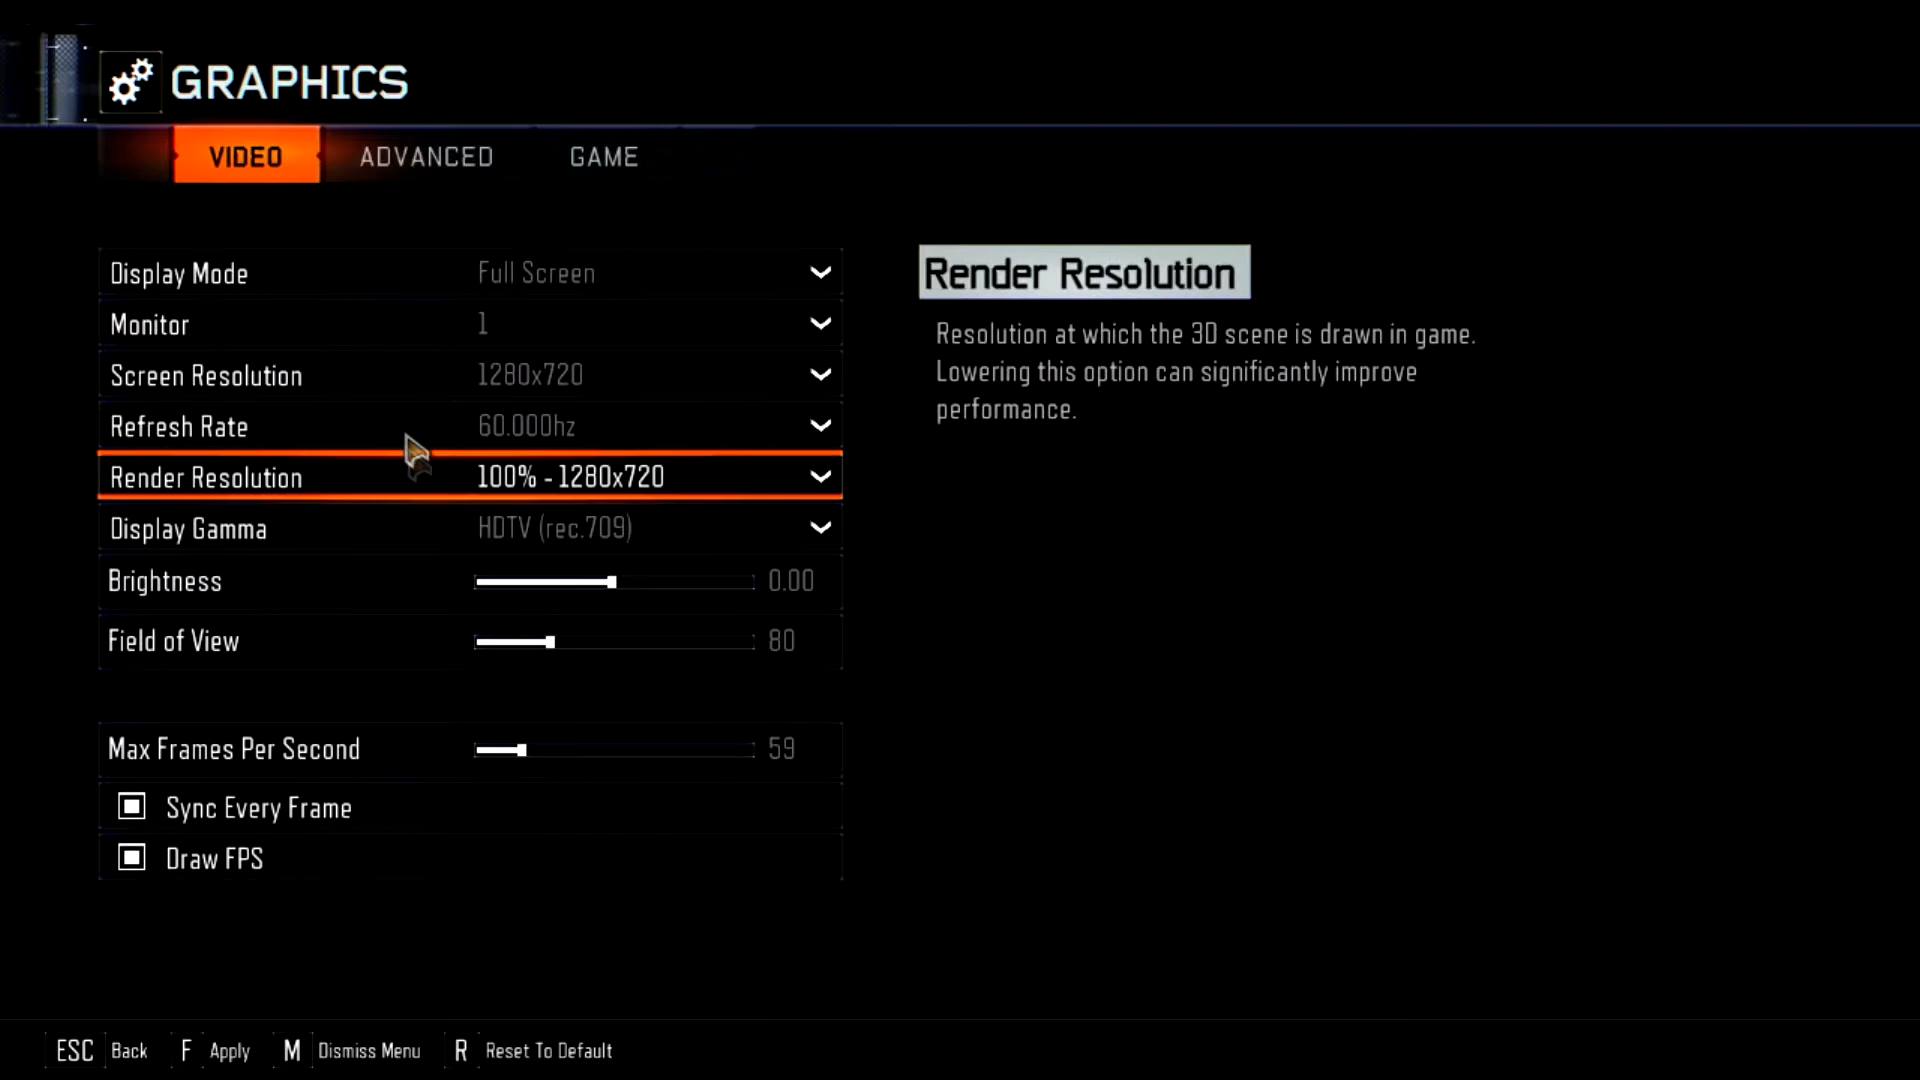 GRAPHICS
VIDEO ADVANCED GAME
Display Mode Full Screen
Monitor 1
Screen Resolution 1280x720
Refresh Rate 60.000hz
Render Resolution 100% - 1280x720
Display Gamma HDTV (rec.709)
Brightness 0.00
Field of View 80
Max Frames Per Second 59
Sync Every Frame
Draw FPS
Render Resolution
Resolution at which the 3D scene is drawn in game.
Lowering this option can significantly improve
performance.
ESC Back F Apply M Dismiss Menu R Reset To Default